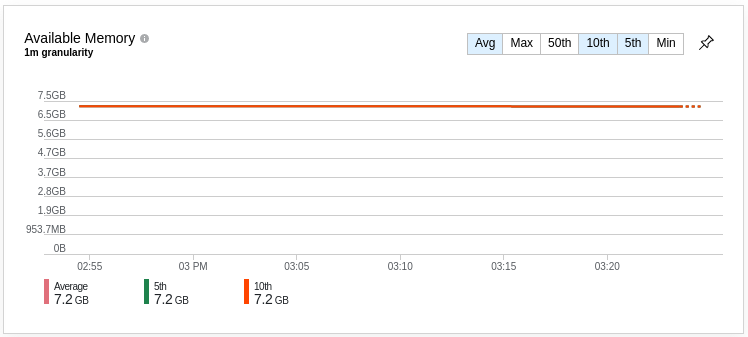 Available Memory
1m granularity
Avg Max 50th 10th 5th Min
7.5GB
6.5GB
5.6GB
4.7GB
3.7GB
2.8GB
1.9GB
953.7MB
0B
02:55 03 PM 03:05 03:10 03:15 03:20
Average 5th 10th
7.2 GB 7.2 GB 7.2 GB